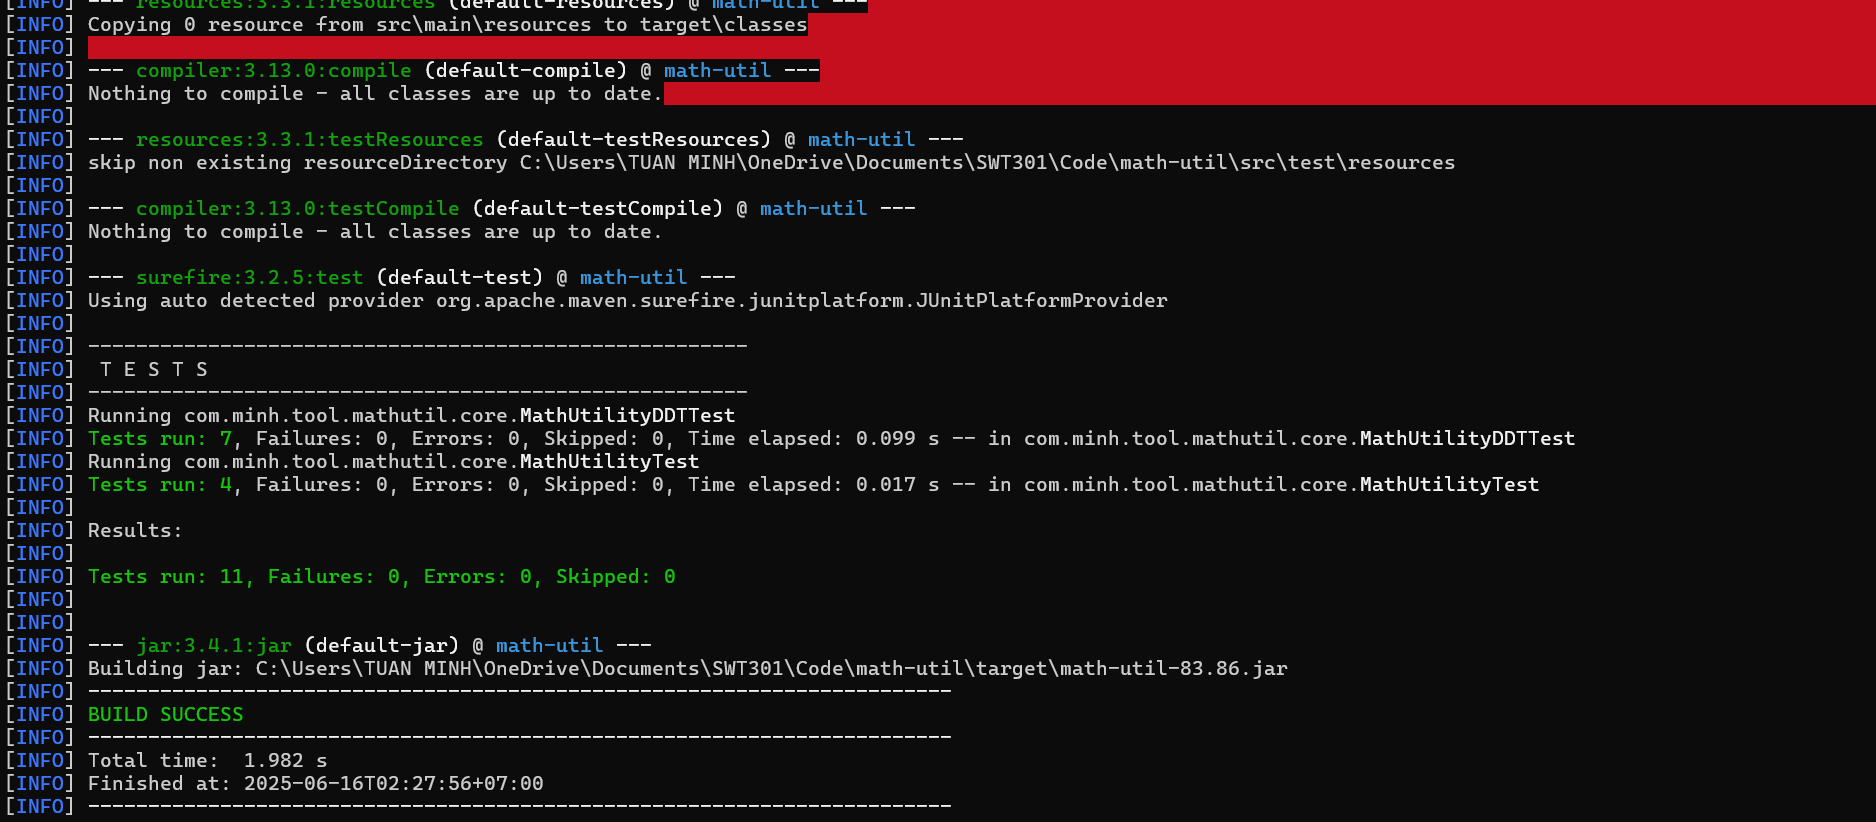 [INFO] --- resources:3.3.1:resources (default-resources) @ math-util ---
[INFO] Copying 0 resource from src\main\resources to target\classes
[INFO]
[INFO] --- compiler:3.13.0:compile (default-compile) @ math-util ---
[INFO] Nothing to compile - all classes are up to date.
[INFO]
[INFO] --- resources:3.3.1:testResources (default-testResources) @ math-util ---
[INFO] skip non existing resourceDirectory C:\Users\TUAN MINH\OneDrive\Documents\SWT301\Code\math-util\src\test\resources
[INFO]
[INFO] --- compiler:3.13.0:testCompile (default-testCompile) @ math-util ---
[INFO] Nothing to compile - all classes are up to date.
[INFO]
[INFO] --- surefire:3.2.5:test (default-test) @ math-util ---
[INFO] Using auto detected provider org.apache.maven.surefire.junitplatform.JUnitPlatformProvider
[INFO]
[INFO] -------------------------------------------------------
[INFO]  T E S T S
[INFO] -------------------------------------------------------
[INFO] Running com.minh.tool.mathutil.core.MathUtilityDDTTest
[INFO] Tests run: 7, Failures: 0, Errors: 0, Skipped: 0, Time elapsed: 0.099 s -- in com.minh.tool.mathutil.core.MathUtilityDDTTest
[INFO] Running com.minh.tool.mathutil.core.MathUtilityTest
[INFO] Tests run: 4, Failures: 0, Errors: 0, Skipped: 0, Time elapsed: 0.017 s -- in com.minh.tool.mathutil.core.MathUtilityTest
[INFO]
[INFO] Results:
[INFO]
[INFO] Tests run: 11, Failures: 0, Errors: 0, Skipped: 0
[INFO]
[INFO]
[INFO] --- jar:3.4.1:jar (default-jar) @ math-util ---
[INFO] Building jar: C:\Users\TUAN MINH\OneDrive\Documents\SWT301\Code\math-util\target\math-util-83.86.jar
[INFO] ------------------------------------------------------------------------
[INFO] BUILD SUCCESS
[INFO] ------------------------------------------------------------------------
[INFO] Total time:  1.982 s
[INFO] Finished at: 2025-06-16T02:27:56+07:00
[INFO] ------------------------------------------------------------------------